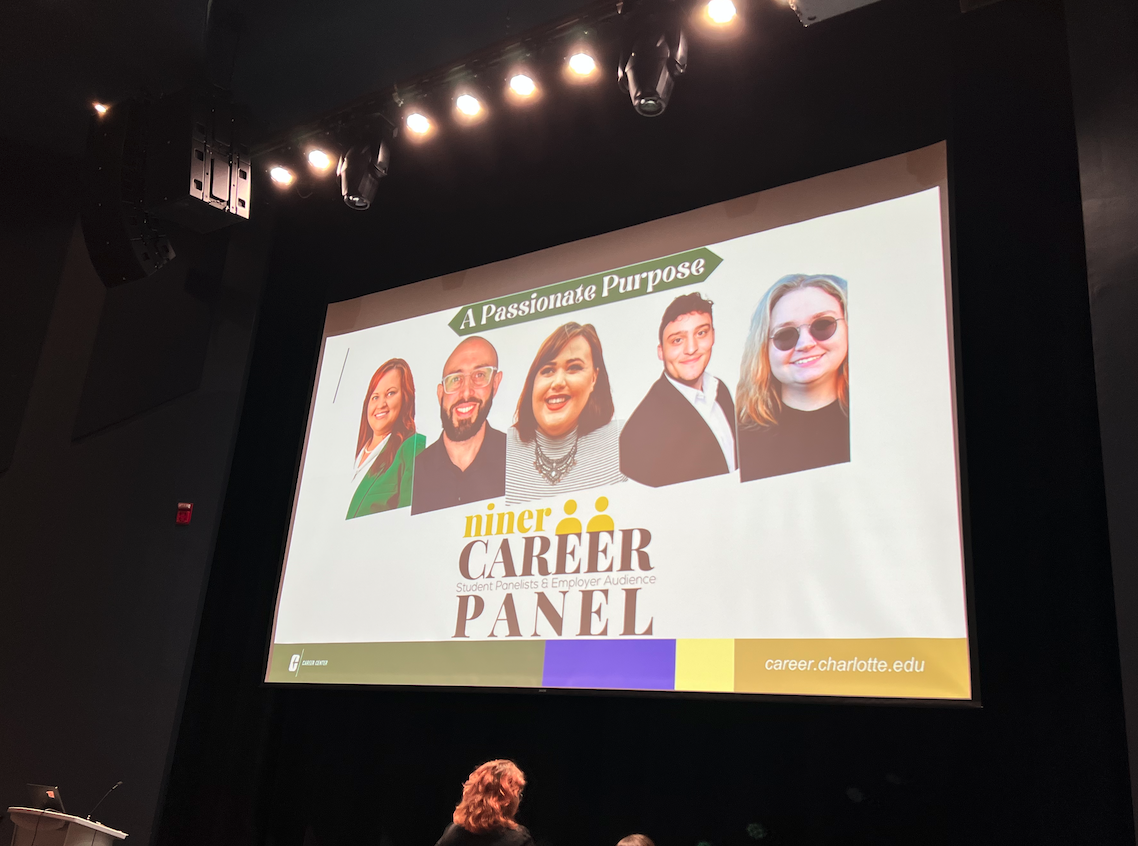 A Passionate Purpose
niner
CAREER
Student Panelists & Employer Audience
PANEL
C CAREER CENTER
career.charlotte.edu